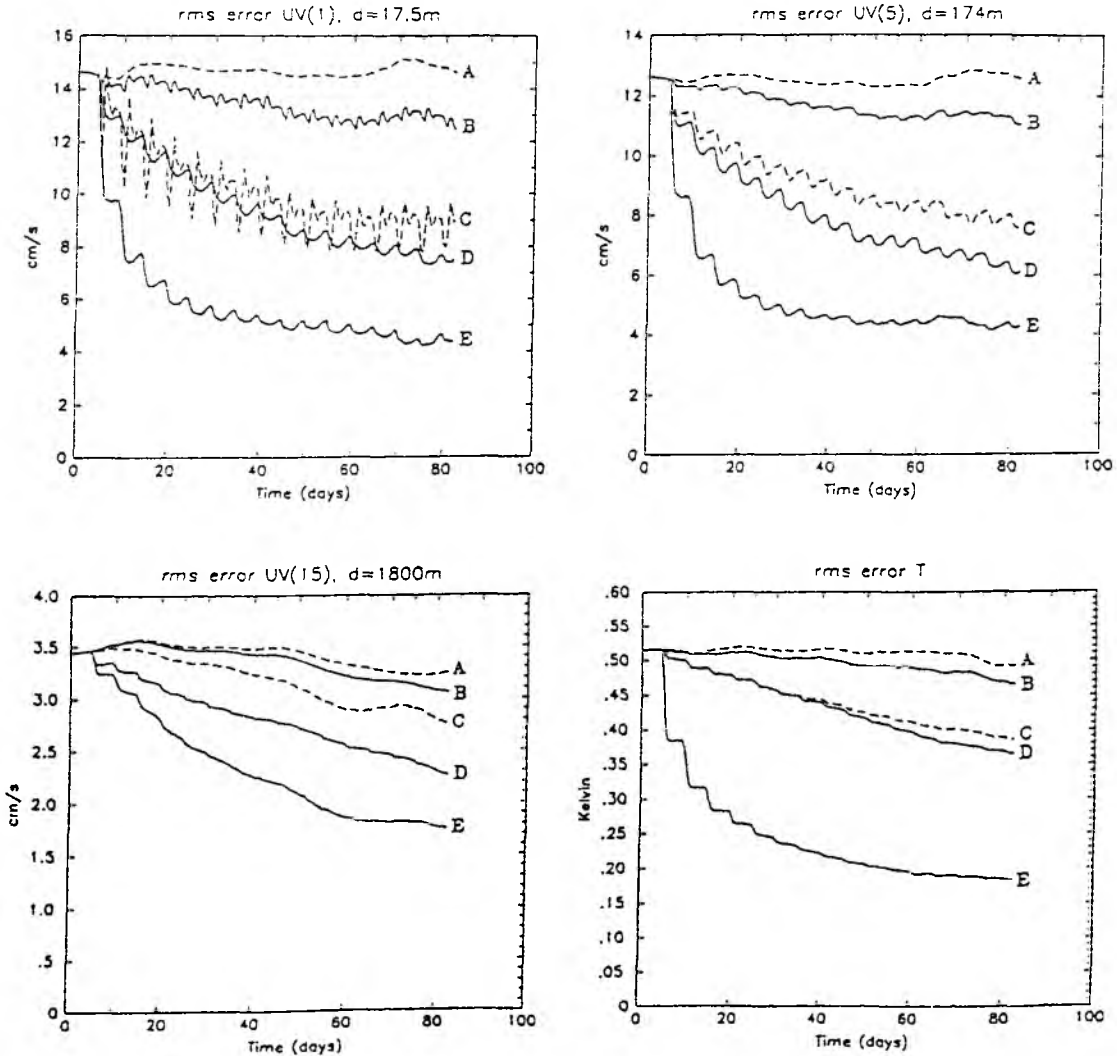 rms error UV(1), d=17.5m
16
14
12
10
8
6
4
2
0
cm/s
A
B
C
D
E
0 20 40 60 80 100
Time (days)
rms error UV(5), d=174m
14
12
10
8
6
4
2
0
cm/s
A
B
C
D
E
0 20 40 60 80 100
Time (days)
rms error UV(15), d=1800m
4.0
3.5
3.0
2.5
2.0
1.5
1.0
.5
0
cm/s
A
B
C
D
E
0 20 40 60 80 100
Time (days)
rms error T
.60
.55
.50
.45
.40
.35
.30
.25
.20
.15
.10
.05
0
Kelvin
A
B
C
D
E
0 20 40 60 80 100
Time (days)